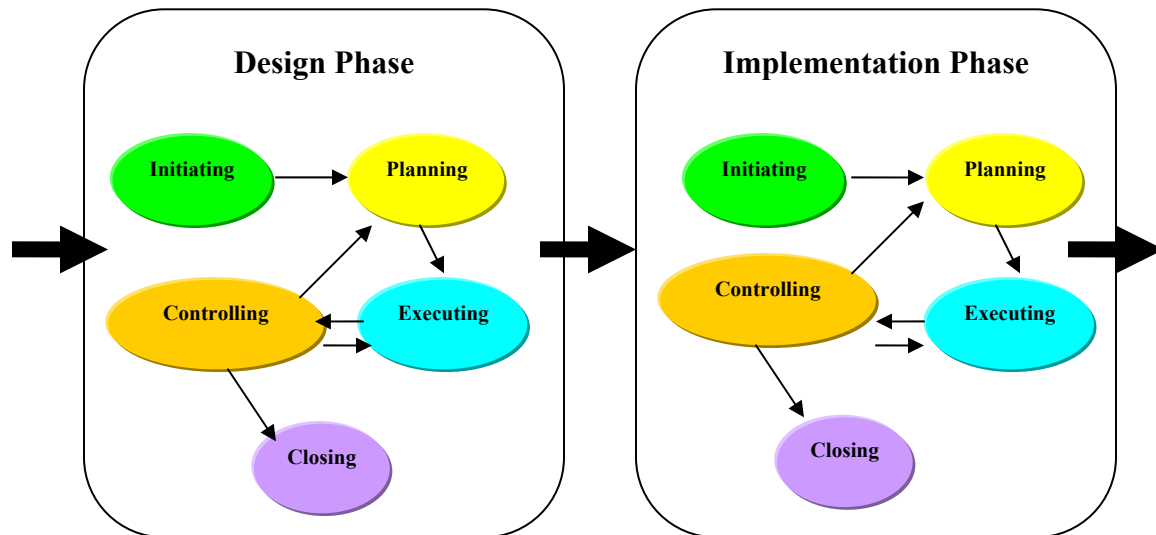 Design Phase
Initiating
Planning
Controlling
Executing
Closing
Implementation Phase
Initiating
Planning
Controlling
Executing
Closing